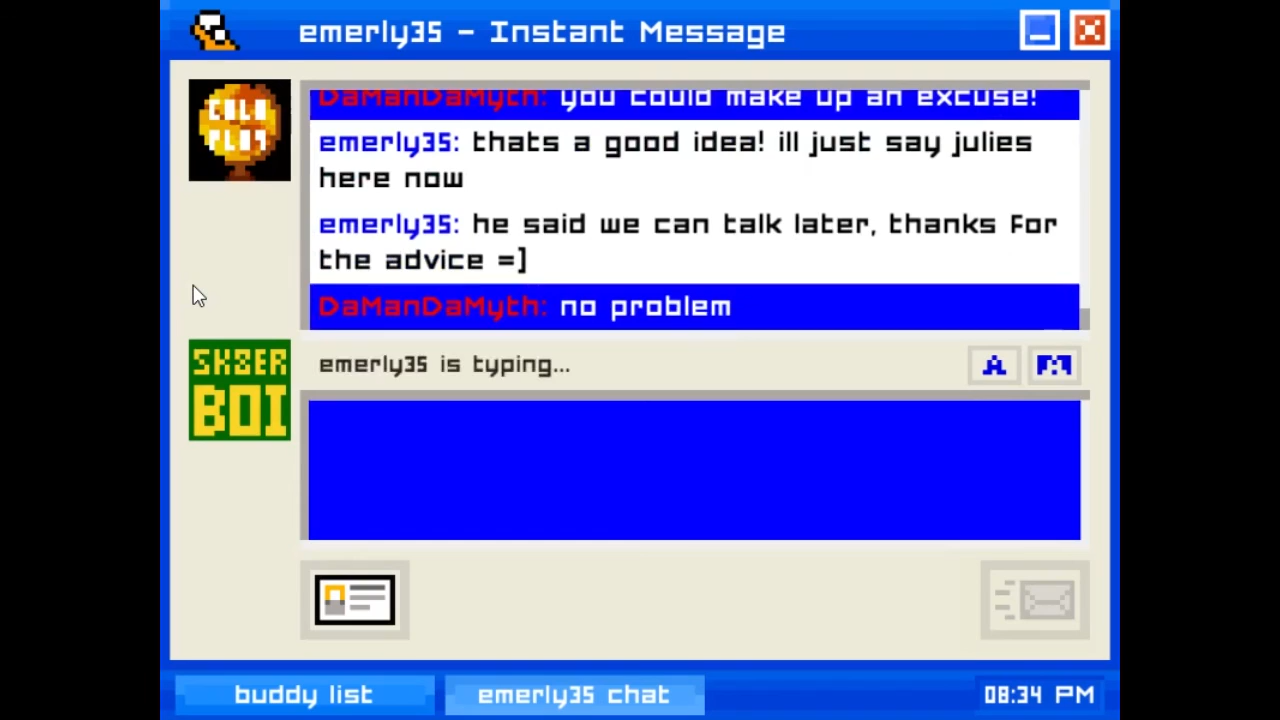 emerly35 - Instant Message
COLD
PLAY
DaManDaMyth: you could make up an excuse!
emerly35: thats a good idea! ill just say julies
here now
emerly35: he said we can talk later, thanks for
the advice =]
DaManDaMyth: no problem
emerly35 is typing...
A
A
SK8ER
BOI
buddy list
emerly35 chat
08:34 PM